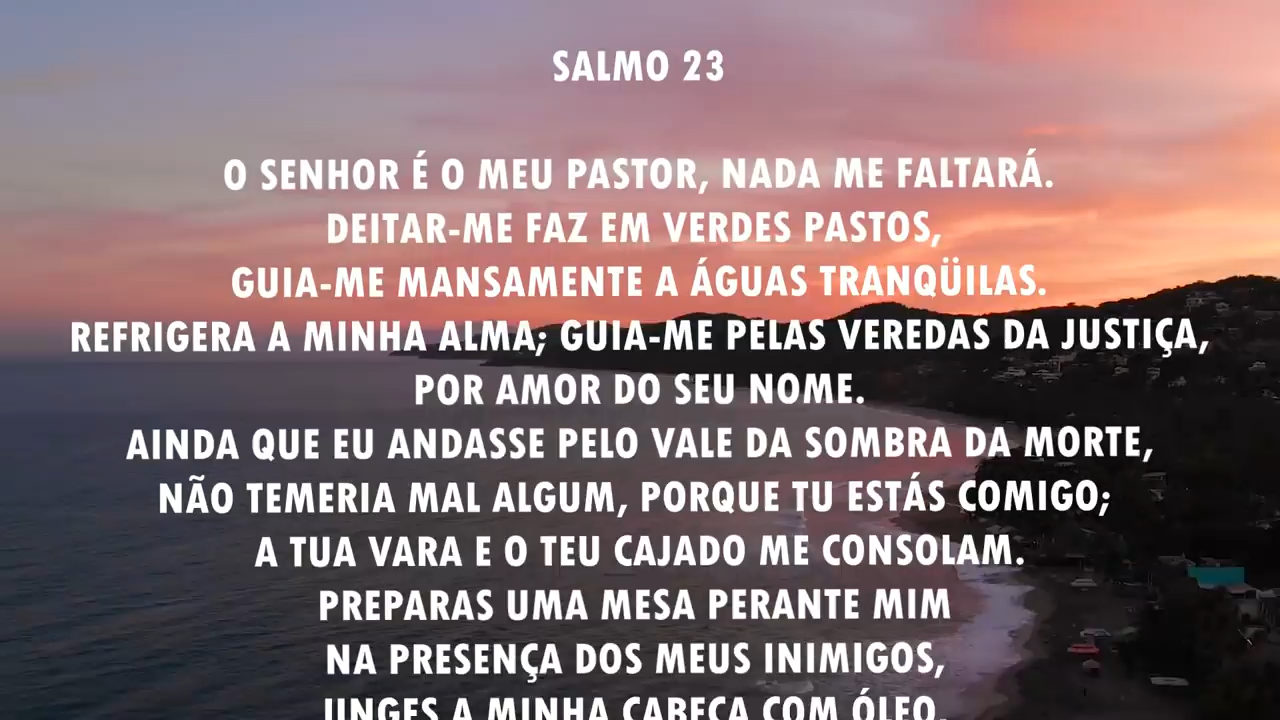 SALMO 23
O SENHOR É O MEU PASTOR, NADA ME FALTARÁ.
DEITAR-ME FAZ EM VERDES PASTOS,
GUIA-ME MANSAMENTE A ÁGUAS TRANQÜILAS.
REFRIGERA A MINHA ALMA; GUIA-ME PELAS VEREDAS DA JUSTIÇA,
POR AMOR DO SEU NOME.
AINDA QUE EU ANDASSE PELO VALE DA SOMBRA DA MORTE,
NÃO TEMERIA MAL ALGUM, PORQUE TU ESTÁS COMIGO;
A TUA VARA E O TEU CAJADO ME CONSOLAM.
PREPARAS UMA MESA PERANTE MIM
NA PRESENÇA DOS MEUS INIMIGOS,
UNGES A MINHA CABEÇA COM ÓLEO,